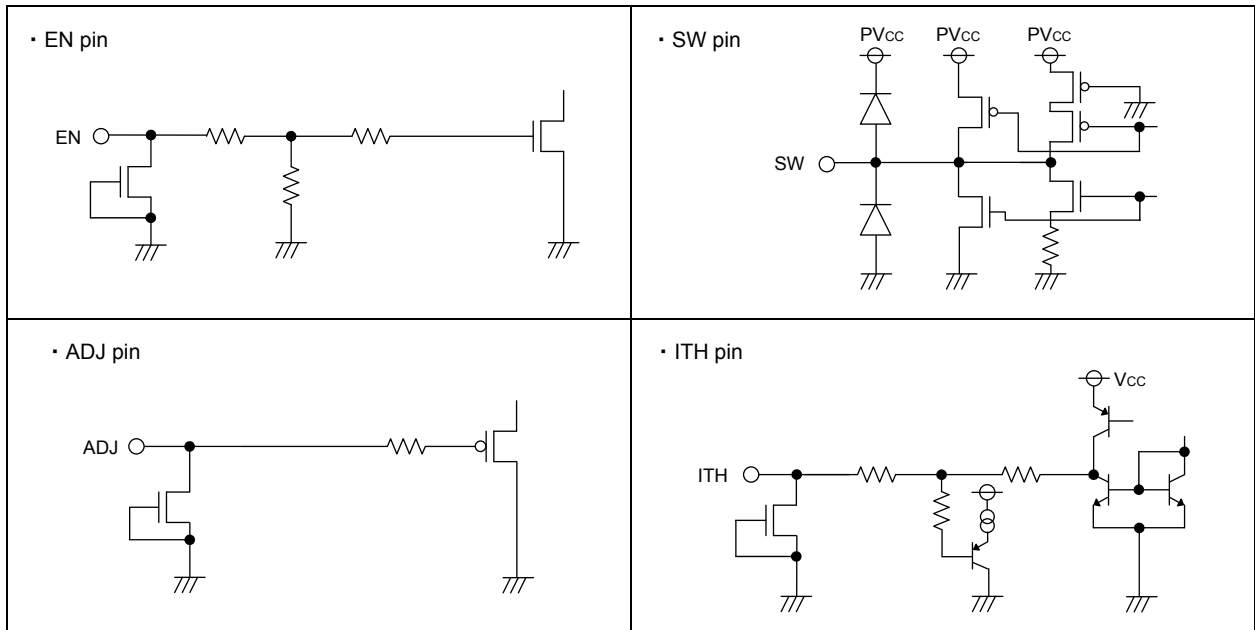 ・EN pin
EN
・SW pin
PVCC PVCC PVCC
SW
・ADJ pin
ADJ
・ITH pin
VCC
ITH